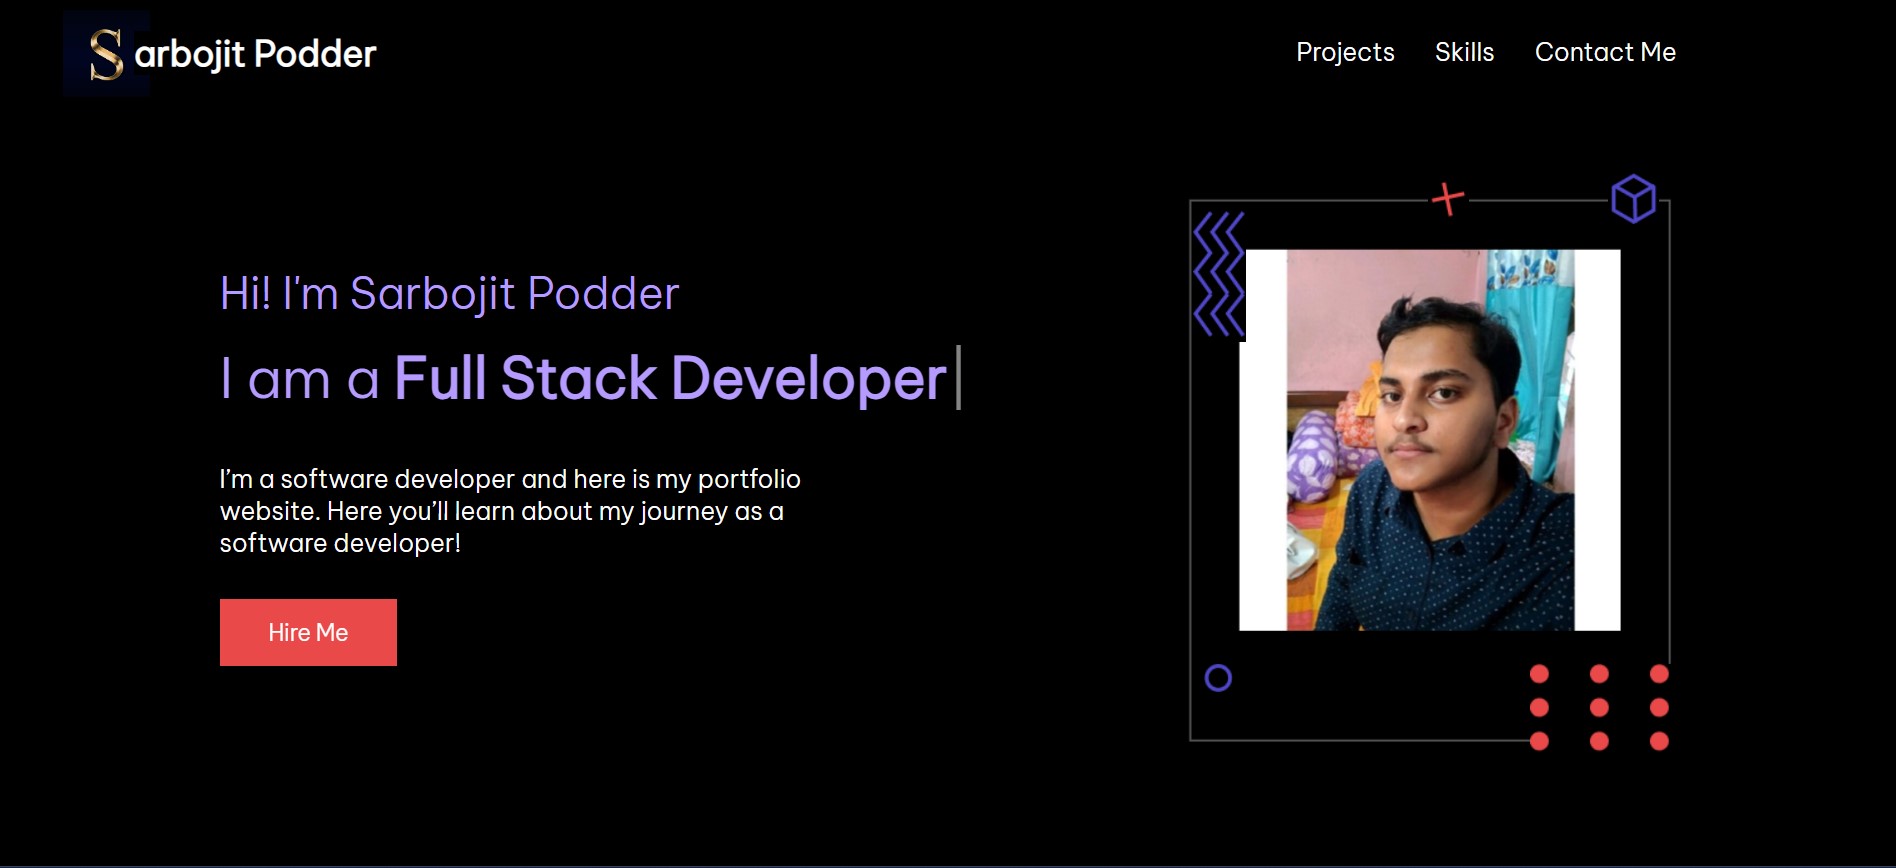 Sarbojit Podder
Projects Skills Contact Me
Hi! I'm Sarbojit Podder
I am a Full Stack Developer
I’m a software developer and here is my portfolio
website. Here you’ll learn about my journey as a
software developer!
Hire Me